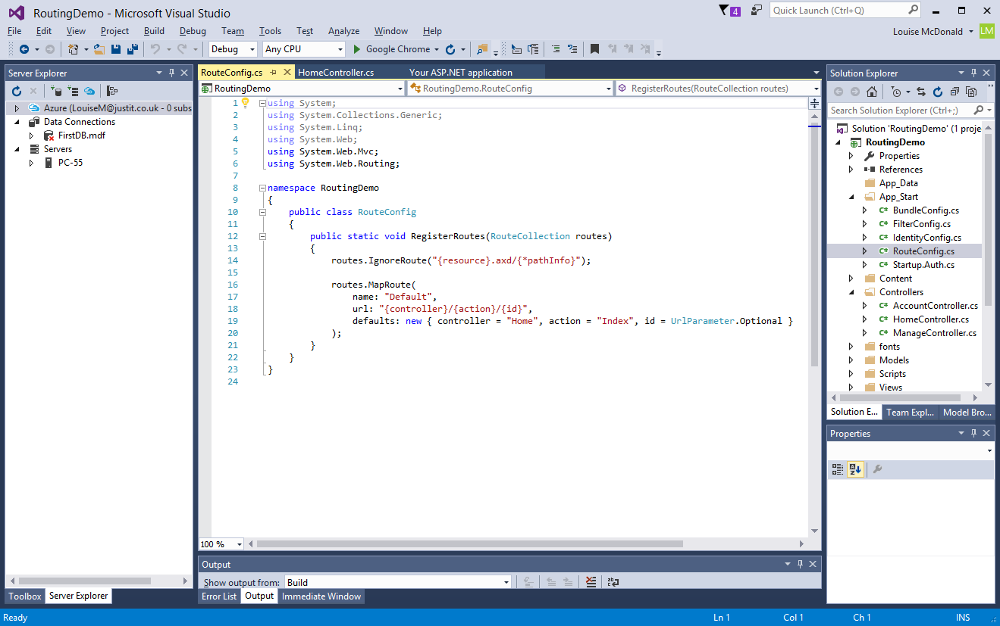 RoutingDemo - Microsoft Visual Studio
4
Quick Launch (Ctrl+Q)
File Edit View Project Build Debug Team Tools Test Analyze Window Help
Louise McDonald
LM
Debug Any CPU Google Chrome
Server Explorer
Azure (LouiseM@justit.co.uk - 0 subs
Data Connections
FirstDB.mdf
Servers
PC-55
Toolbox Server Explorer
RouteConfig.cs HomeController.cs Your ASP.NET application
RoutingDemo RoutingDemo.RouteConfig RegisterRoutes(RouteCollection routes)
1 using System;
2 using System.Collections.Generic;
3 using System.Linq;
4 using System.Web;
5 using System.Web.Mvc;
6 using System.Web.Routing;
7
8 namespace RoutingDemo
9 {
10 public class RouteConfig
11 {
12 public static void RegisterRoutes(RouteCollection routes)
13 {
14 routes.IgnoreRoute("{resource}.axd/{*pathInfo}");
15
16 routes.MapRoute(
17 name: "Default",
18 url: "{controller}/{action}/{id}",
19 defaults: new { controller = "Home", action = "Index", id = UrlParameter.Optional }
20 );
21 }
22 }
23 }
24
100 %
Output
Show output from: Build
Error List Output Immediate Window
Solution Explorer
Search Solution Explorer (Ctrl+;)
Solution 'RoutingDemo' (1 proje
RoutingDemo
Properties
References
App_Data
App_Start
C# BundleConfig.cs
C# FilterConfig.cs
C# IdentityConfig.cs
C# RouteConfig.cs
C# Startup.Auth.cs
Content
Controllers
C# AccountController.cs
C# HomeController.cs
C# ManageController.cs
fonts
Models
Scripts
Views
Solution E... Team Expl... Model Bro...
Properties
Ready Ln 1 Col 1 Ch 1 INS